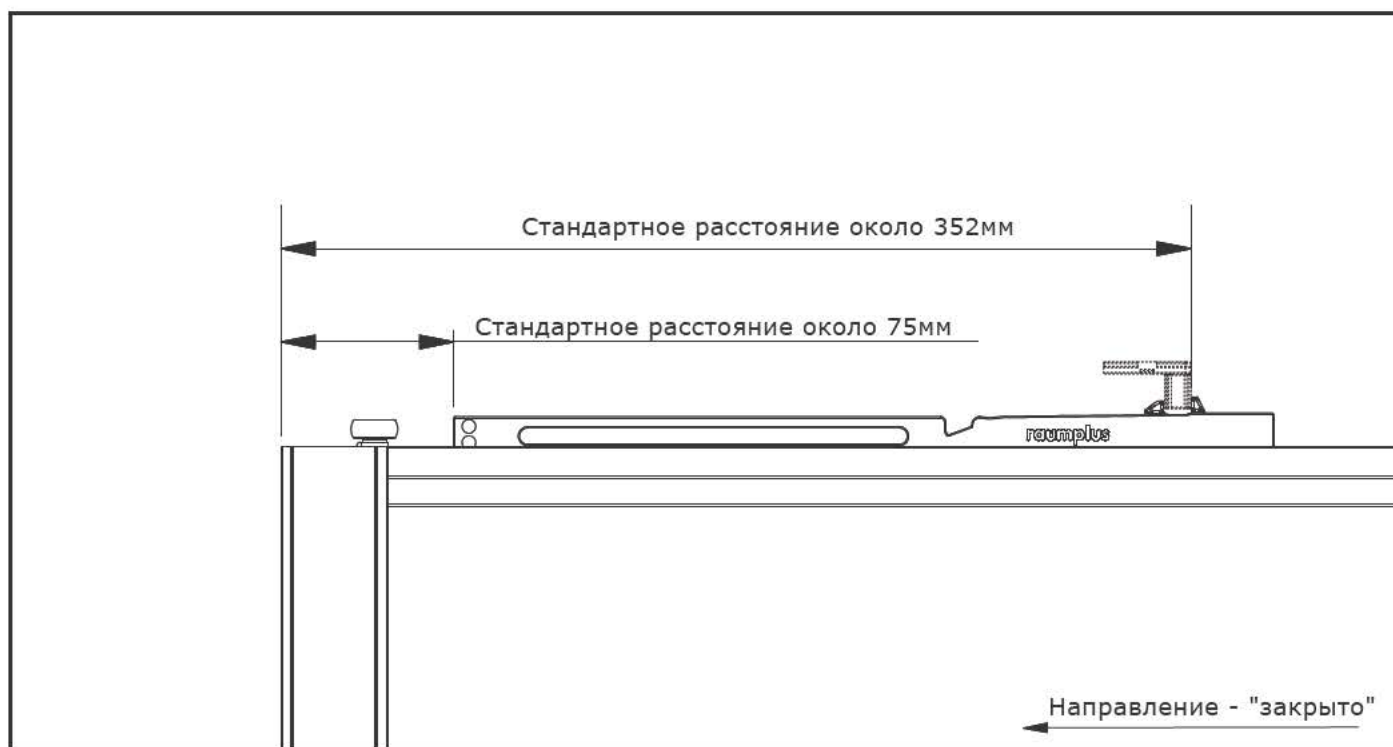 Стандартное расстояние около 352мм
Стандартное расстояние около 75мм
raumplus
Направление - "закрыто"